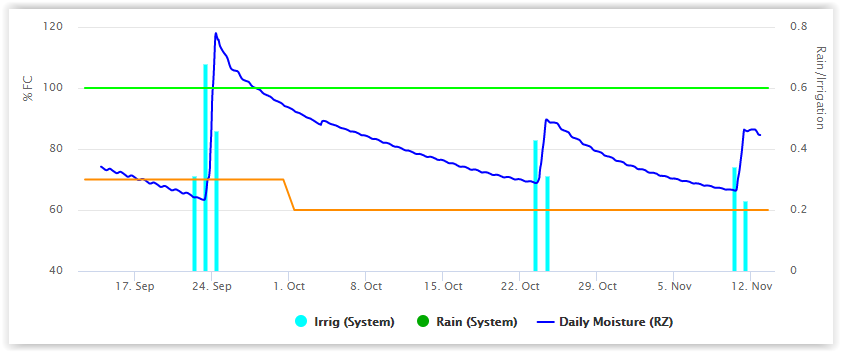 120
0.8
100
0.6
80
0.4
60
0.2
40
0
% FC
Rain/Irrigation
17. Sep
24. Sep
1. Oct
8. Oct
15. Oct
22. Oct
29. Oct
5. Nov
12. Nov
Irrig (System)
Rain (System)
Daily Moisture (RZ)